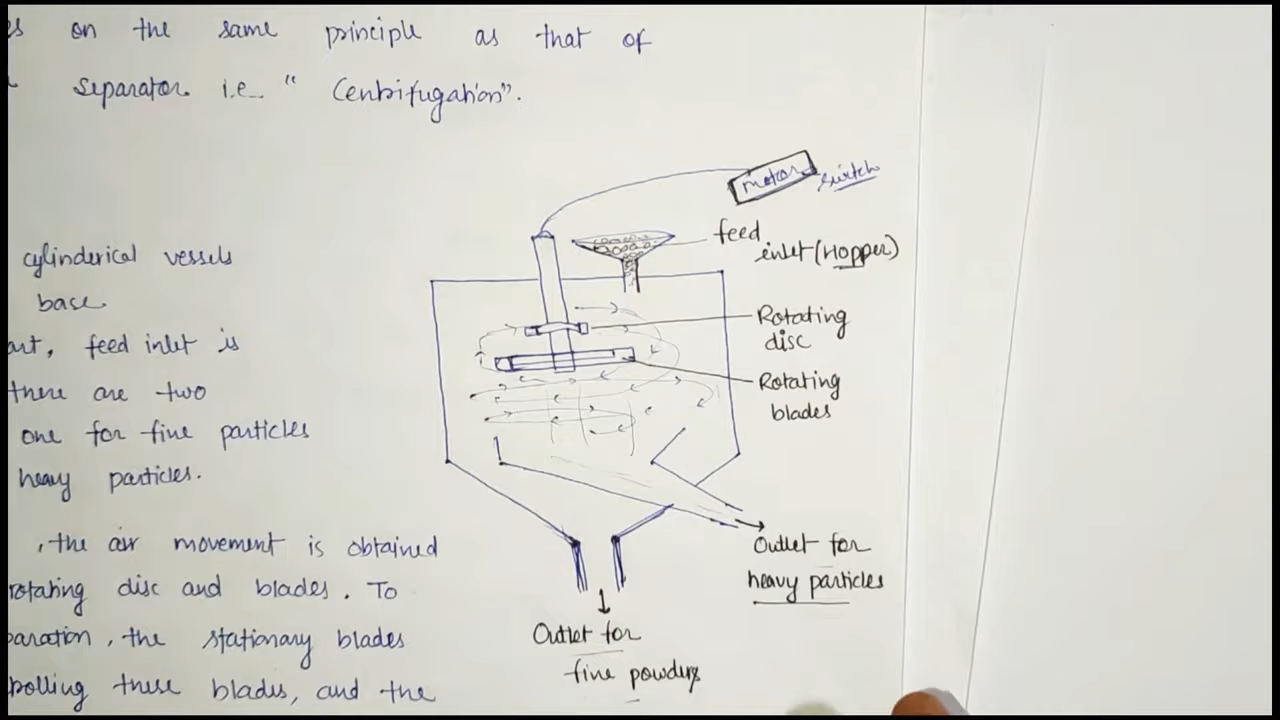 on the same principle as that of
separator i.e. "Centrifugation".
motor switch
feed
inlet (Hopper)
cylinderical vessels
base
Rotating
disc
feed inlet is
Rotating
blades
there are two
one for fine particles
heavy particles.
, the air movement is obtained
rotating disc and blades. To
, the stationary blades
these blades, and the
Outlet for
heavy particles
Outlet for
fine powders